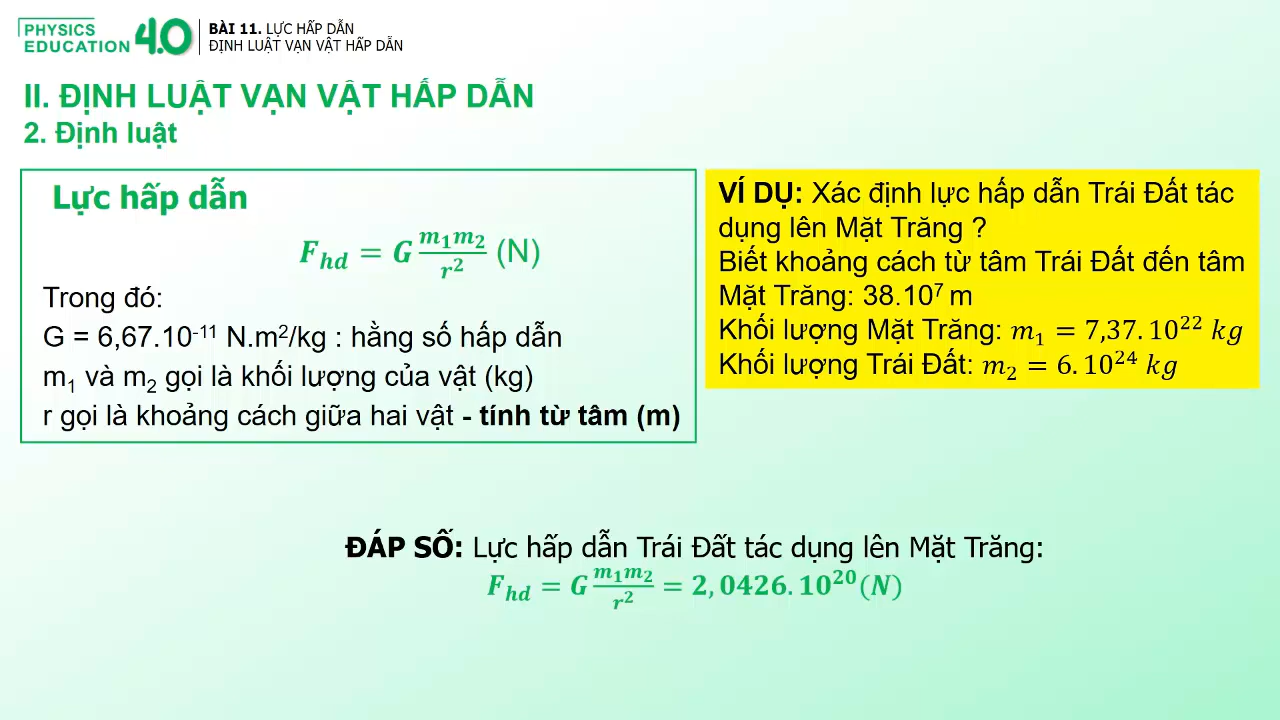 PHYSICS
EDUCATION 4.0
BÀI 11. LỰC HẤP DẪN
ĐỊNH LUẬT VẠN VẬT HẤP DẪN
II. ĐỊNH LUẬT VẠN VẬT HẤP DẪN
2. Định luật
Lực hấp dẫn
F_hd = G m₁m₂/r² (N)
Trong đó:
G = 6,67.10⁻¹¹ N.m²/kg : hằng số hấp dẫn
m₁ và m₂ gọi là khối lượng của vật (kg)
r gọi là khoảng cách giữa hai vật - tính từ tâm (m)
VÍ DỤ: Xác định lực hấp dẫn Trái Đất tác
dụng lên Mặt Trăng ?
Biết khoảng cách từ tâm Trái Đất đến tâm
Mặt Trăng: 38.10⁷ m
Khối lượng Mặt Trăng: m₁ = 7,37.10²² kg
Khối lượng Trái Đất: m₂ = 6.10²⁴ kg
ĐÁP SỐ: Lực hấp dẫn Trái Đất tác dụng lên Mặt Trăng:
F_hd = G m₁m₂/r² = 2,0426.10²⁰(N)